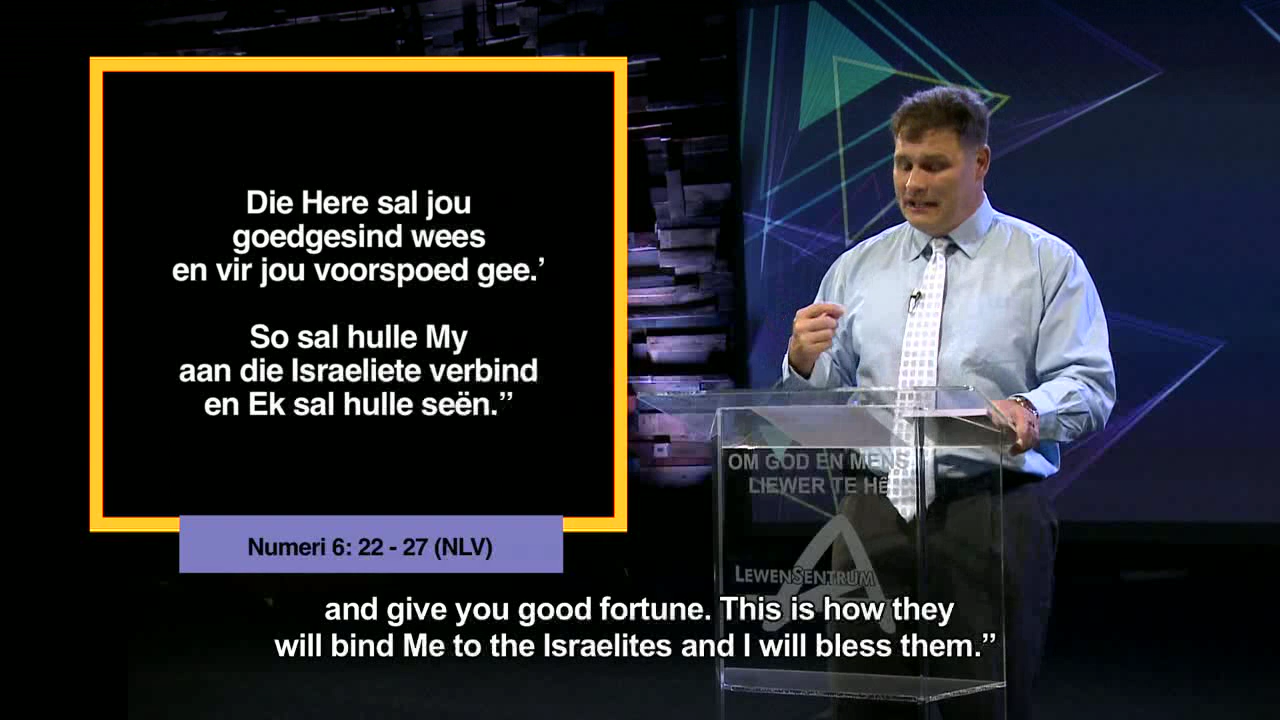 Die Here sal jou
goedgesind wees
en vir jou voorspoed gee.’
So sal hulle My
aan die Israeliete verbind
en Ek sal hulle seën.”
Numeri 6: 22 - 27 (NLV)
OM GOD EN MENS
LIEWER TE HÊ
LEWENSENTRUM
and give you good fortune. This is how they
will bind Me to the Israelites and I will bless them.”